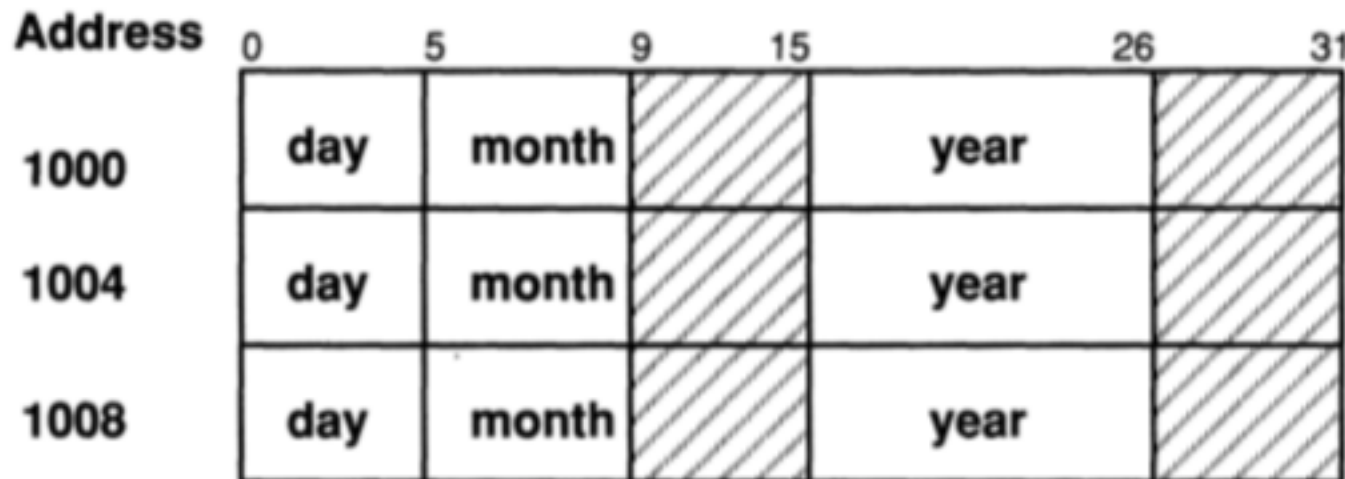 Address 0 5 9 15 26 31
1000 day month year
1004 day month year
1008 day month year